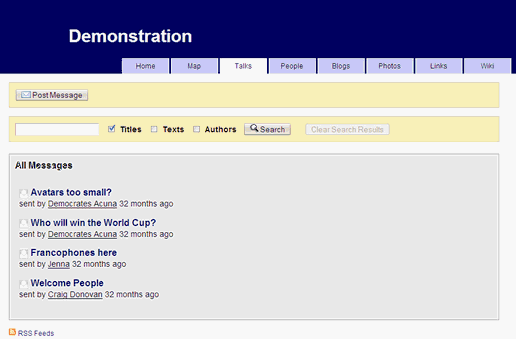 Demonstration
Home Map Talks People Blogs Photos Links Wiki
Post Message
Titles Texts Authors Search Clear Search Results
All Messages
Avatars too small?
sent by Democrates Acuna 32 months ago
Who will win the World Cup?
sent by Democrates Acuna 32 months ago
Francophones here
sent by Jenna 32 months ago
Welcome People
sent by Craig Donovan 32 months ago
RSS Feeds